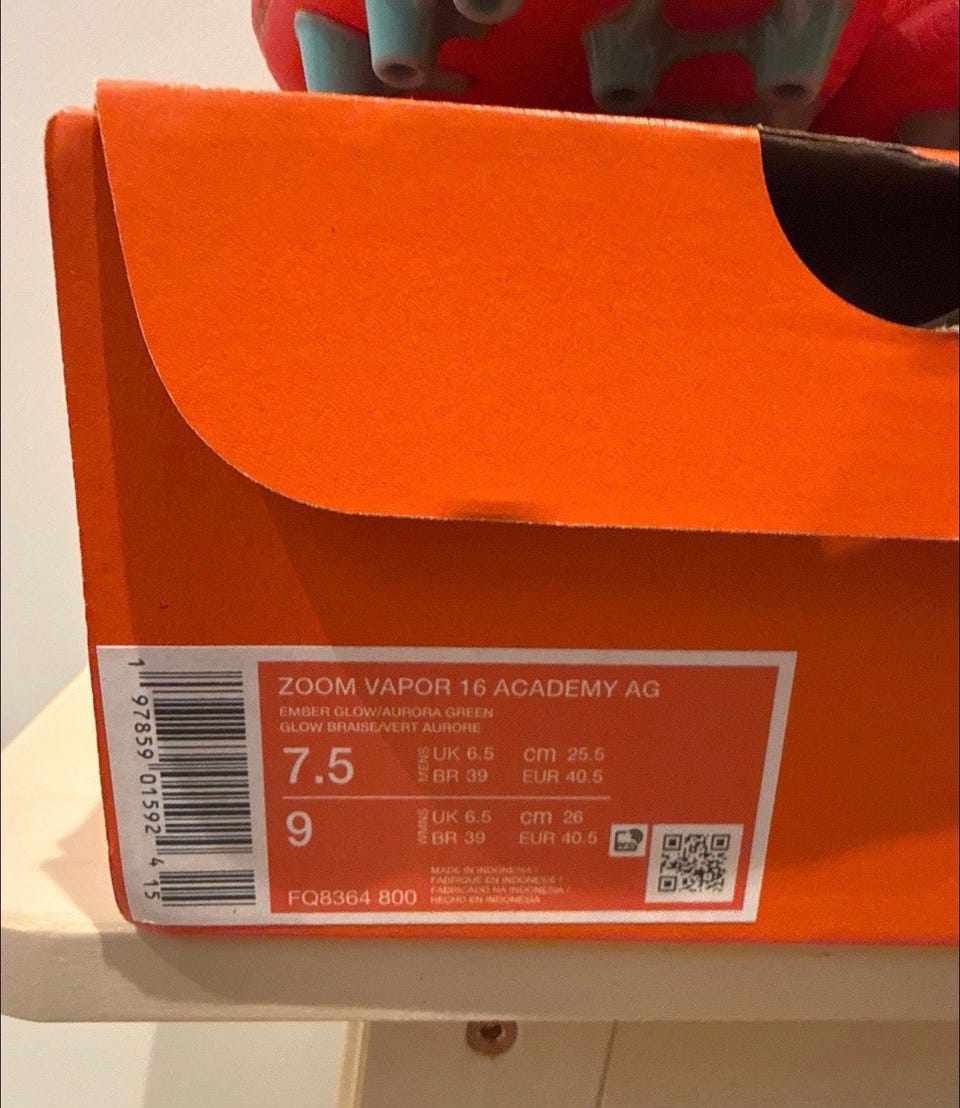 ZOOM VAPOR 16 ACADEMY AG
EMBER GLOW/AURORA GREEN
GLOW BRAISE/VERT AURORE
7.5 MENS UK 6.5 cm 25.5
BR 39 EUR 40.5
9 WMNS UK 6.5 cm 26
BR 39 EUR 40.5
MADE IN INDONESIA /
FABRIQUE EN INDONESIE /
FABRICADO NA INDONESIA /
HECHO EN INDONESIA
FQ8364 800
1 97859 01592 4 15